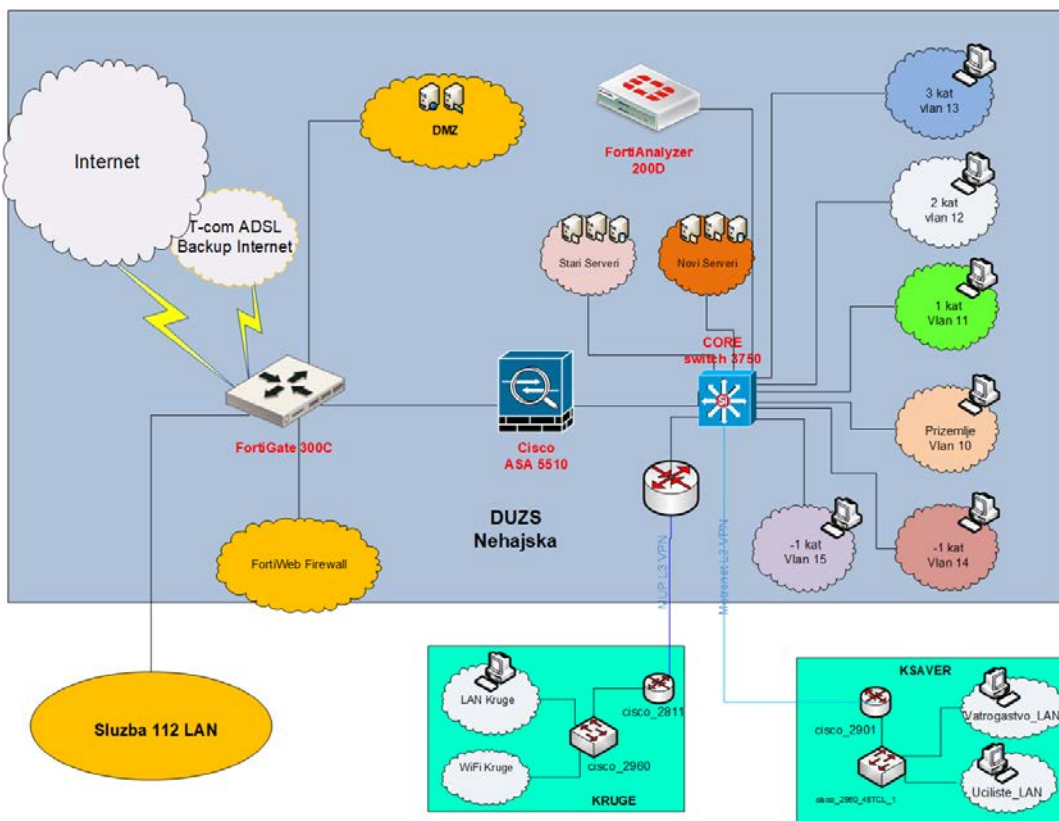 Internet
T-com ADSL
Backup Internet
DMZ
FortiAnalyzer
200D
3 kat
vlan 13
2 kat
vlan 12
Stari Serveri
Novi Serveri
1 kat
Vlan 11
CORE
switch 3750
SI
Prizemlje
Vlan 10
FortiGate 300C
Cisco
ASA 5510
DUZS
Nehajska
-1 kat
Vlan 15
-1 kat
Vlan 14
FortiWeb Firewall
MUP L3 VPN
Metronet L3 VPN
Sluzba 112 LAN
LAN Kruge
cisco_2811
cisco_2960
WiFi Kruge
KRUGE
KSAVER
cisco_2901
Vatrogastvo_LAN
cisco_2960_48TCL_1
Uciliste_LAN